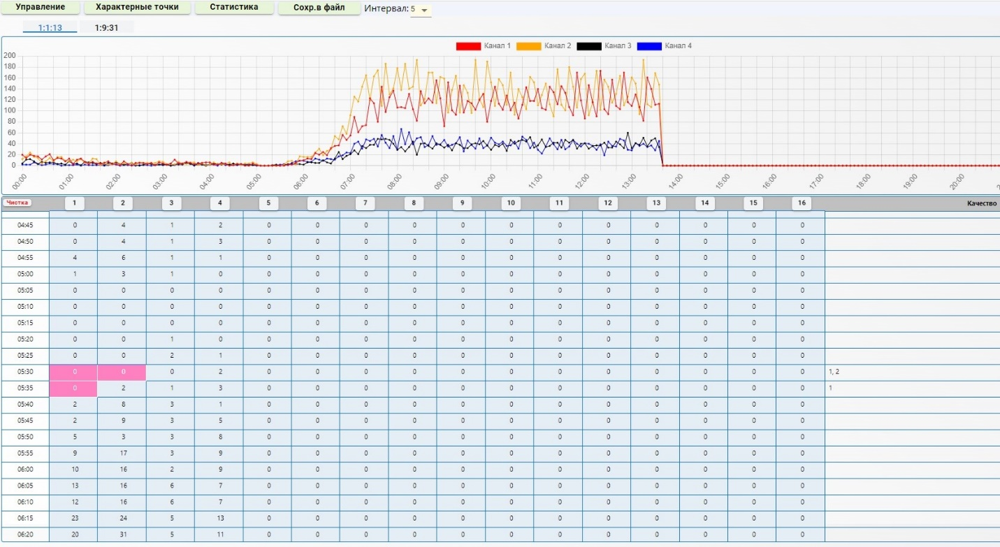 Управление Характерные точки Статистика Сохр.в файл Интервал: 5
1:1:13 1:9:31
Канал 1 Канал 2 Канал 3 Канал 4
200
180
160
140
120
100
80
60
40
20
0
00:00 01:00 02:00 03:00 04:00 05:00 06:00 07:00 08:00 09:00 10:00 11:00 12:00 13:00 14:00 15:00 16:00 17:00 18:00 19:00 20:00
Чистка 1 2 3 4 5 6 7 8 9 10 11 12 13 14 15 16 Качество
04:45 0 4 1 2 0 0 0 0 0 0 0 0 0 0 0 0
04:50 0 4 1 3 0 0 0 0 0 0 0 0 0 0 0 0
04:55 4 6 1 1 0 0 0 0 0 0 0 0 0 0 0 0
05:00 1 3 1 0 0 0 0 0 0 0 0 0 0 0 0 0
05:05 0 0 0 0 0 0 0 0 0 0 0 0 0 0 0 0
05:10 0 0 0 0 0 0 0 0 0 0 0 0 0 0 0 0
05:15 0 0 0 0 0 0 0 0 0 0 0 0 0 0 0 0
05:20 0 0 1 0 0 0 0 0 0 0 0 0 0 0 0 0
05:25 0 0 2 1 0 0 0 0 0 0 0 0 0 0 0 0
05:30 0 0 0 2 0 0 0 0 0 0 0 0 0 0 0 0 1, 2
05:35 0 2 1 3 0 0 0 0 0 0 0 0 0 0 0 0 1
05:40 2 8 3 1 0 0 0 0 0 0 0 0 0 0 0 0
05:45 2 9 3 5 0 0 0 0 0 0 0 0 0 0 0 0
05:50 5 3 3 8 0 0 0 0 0 0 0 0 0 0 0 0
05:55 9 17 3 9 0 0 0 0 0 0 0 0 0 0 0 0
06:00 10 16 2 9 0 0 0 0 0 0 0 0 0 0 0 0
06:05 13 16 6 7 0 0 0 0 0 0 0 0 0 0 0 0
06:10 12 16 6 7 0 0 0 0 0 0 0 0 0 0 0 0
06:15 23 24 5 13 0 0 0 0 0 0 0 0 0 0 0 0
06:20 20 31 5 11 0 0 0 0 0 0 0 0 0 0 0 0